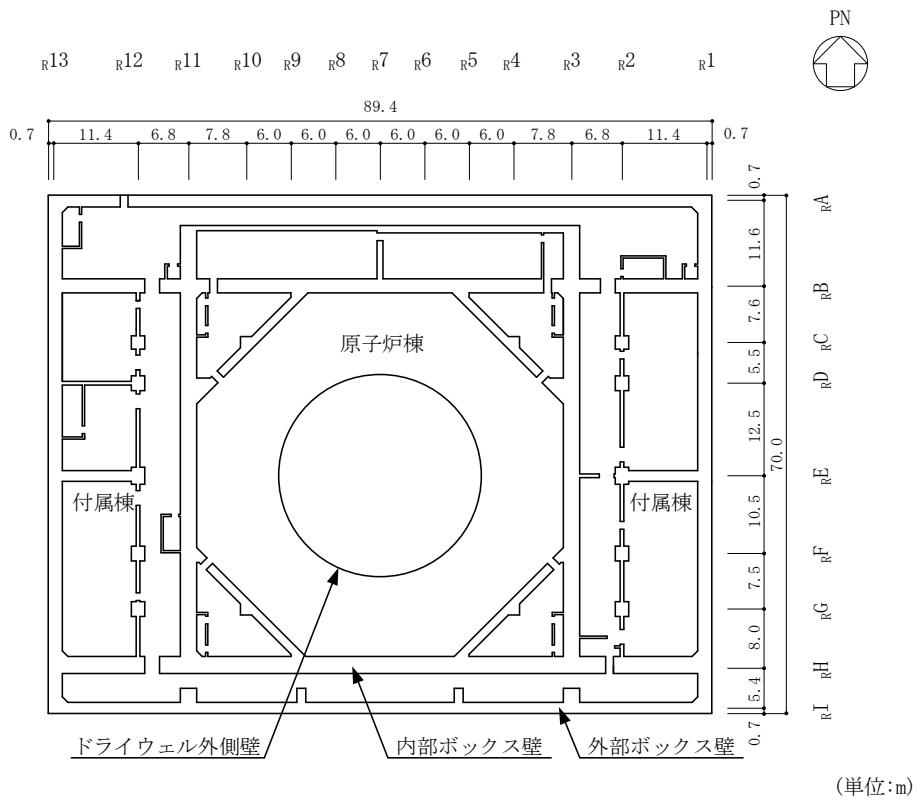 PN
R13 R12 R11 R10 R9 R8 R7 R6 R5 R4 R3 R2 R1
89.4
0.7 11.4 6.8 7.8 6.0 6.0 6.0 6.0 6.0 6.0 7.8 6.8 11.4 0.7
0.7
RA
11.6
RB
7.6
原子炉棟
RC
5.5
RD
12.5
70.0
RE
付属棟 付属棟
10.5
RF
7.5
RG
8.0
RH
5.4
RI
0.7
ドライウェル外側壁 内部ボックス壁 外部ボックス壁
(単位:m)